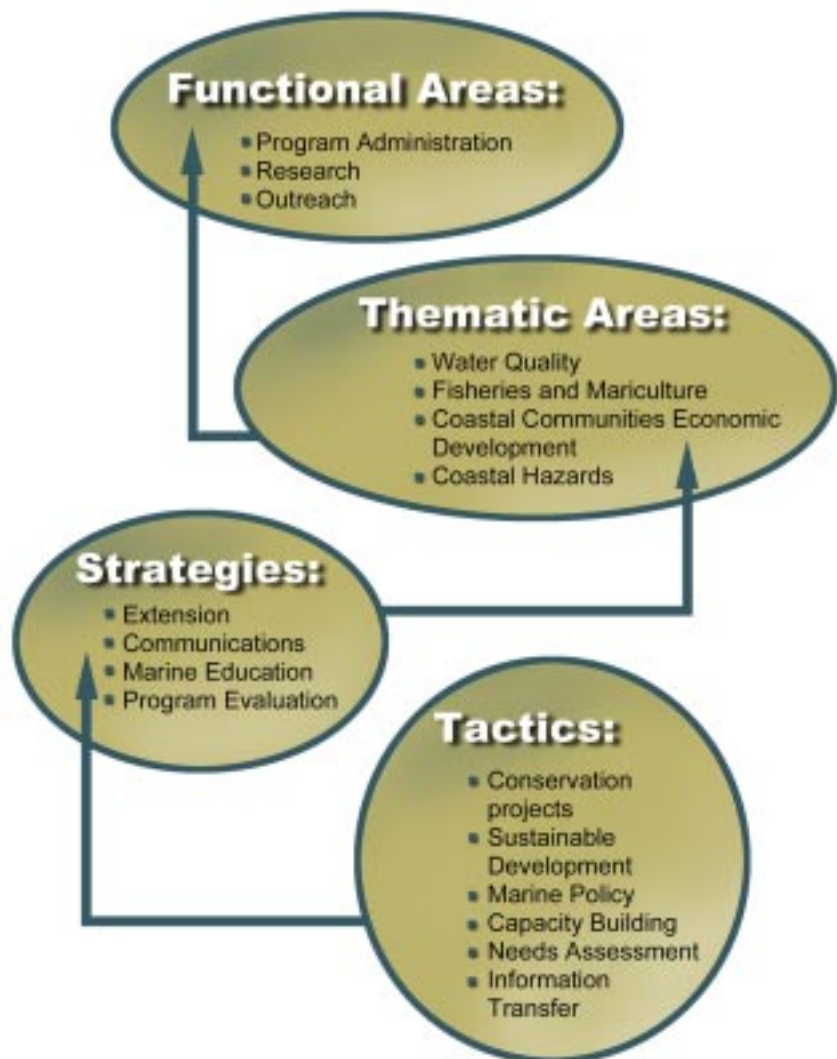 Functional Areas:
Program Administration
Research
Outreach
Thematic Areas:
Water Quality
Fisheries and Mariculture
Coastal Communities Economic
Development
Coastal Hazards
Strategies:
Extension
Communications
Marine Education
Program Evaluation
Tactics:
Conservation
projects
Sustainable
Development
Marine Policy
Capacity Building
Needs Assessment
Information
Transfer